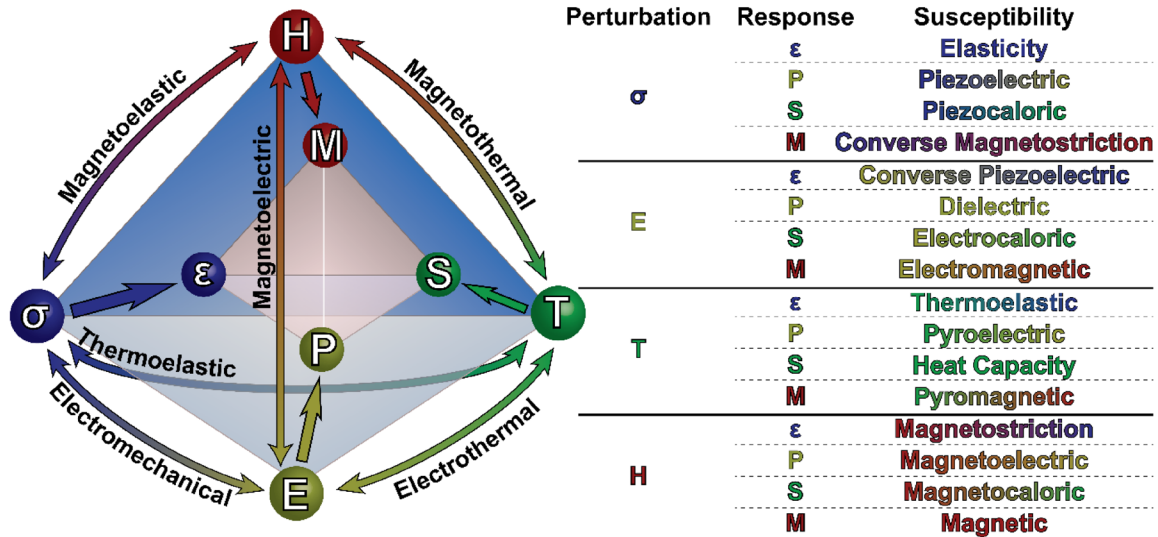 H
M
ε
S
σ
T
P
E
Magnetoelastic
Magnetothermal
Magnetoelectric
Thermoelastic
Electromechanical
Electrothermal
Perturbation Response Susceptibility
σ
ε Elasticity
P Piezoelectric
S Piezocaloric
M Converse Magnetostriction
E
ε Converse Piezoelectric
P Dielectric
S Electrocaloric
M Electromagnetic
T
ε Thermoelastic
P Pyroelectric
S Heat Capacity
M Pyromagnetic
H
ε Magnetostriction
P Magnetoelectric
S Magnetocaloric
M Magnetic